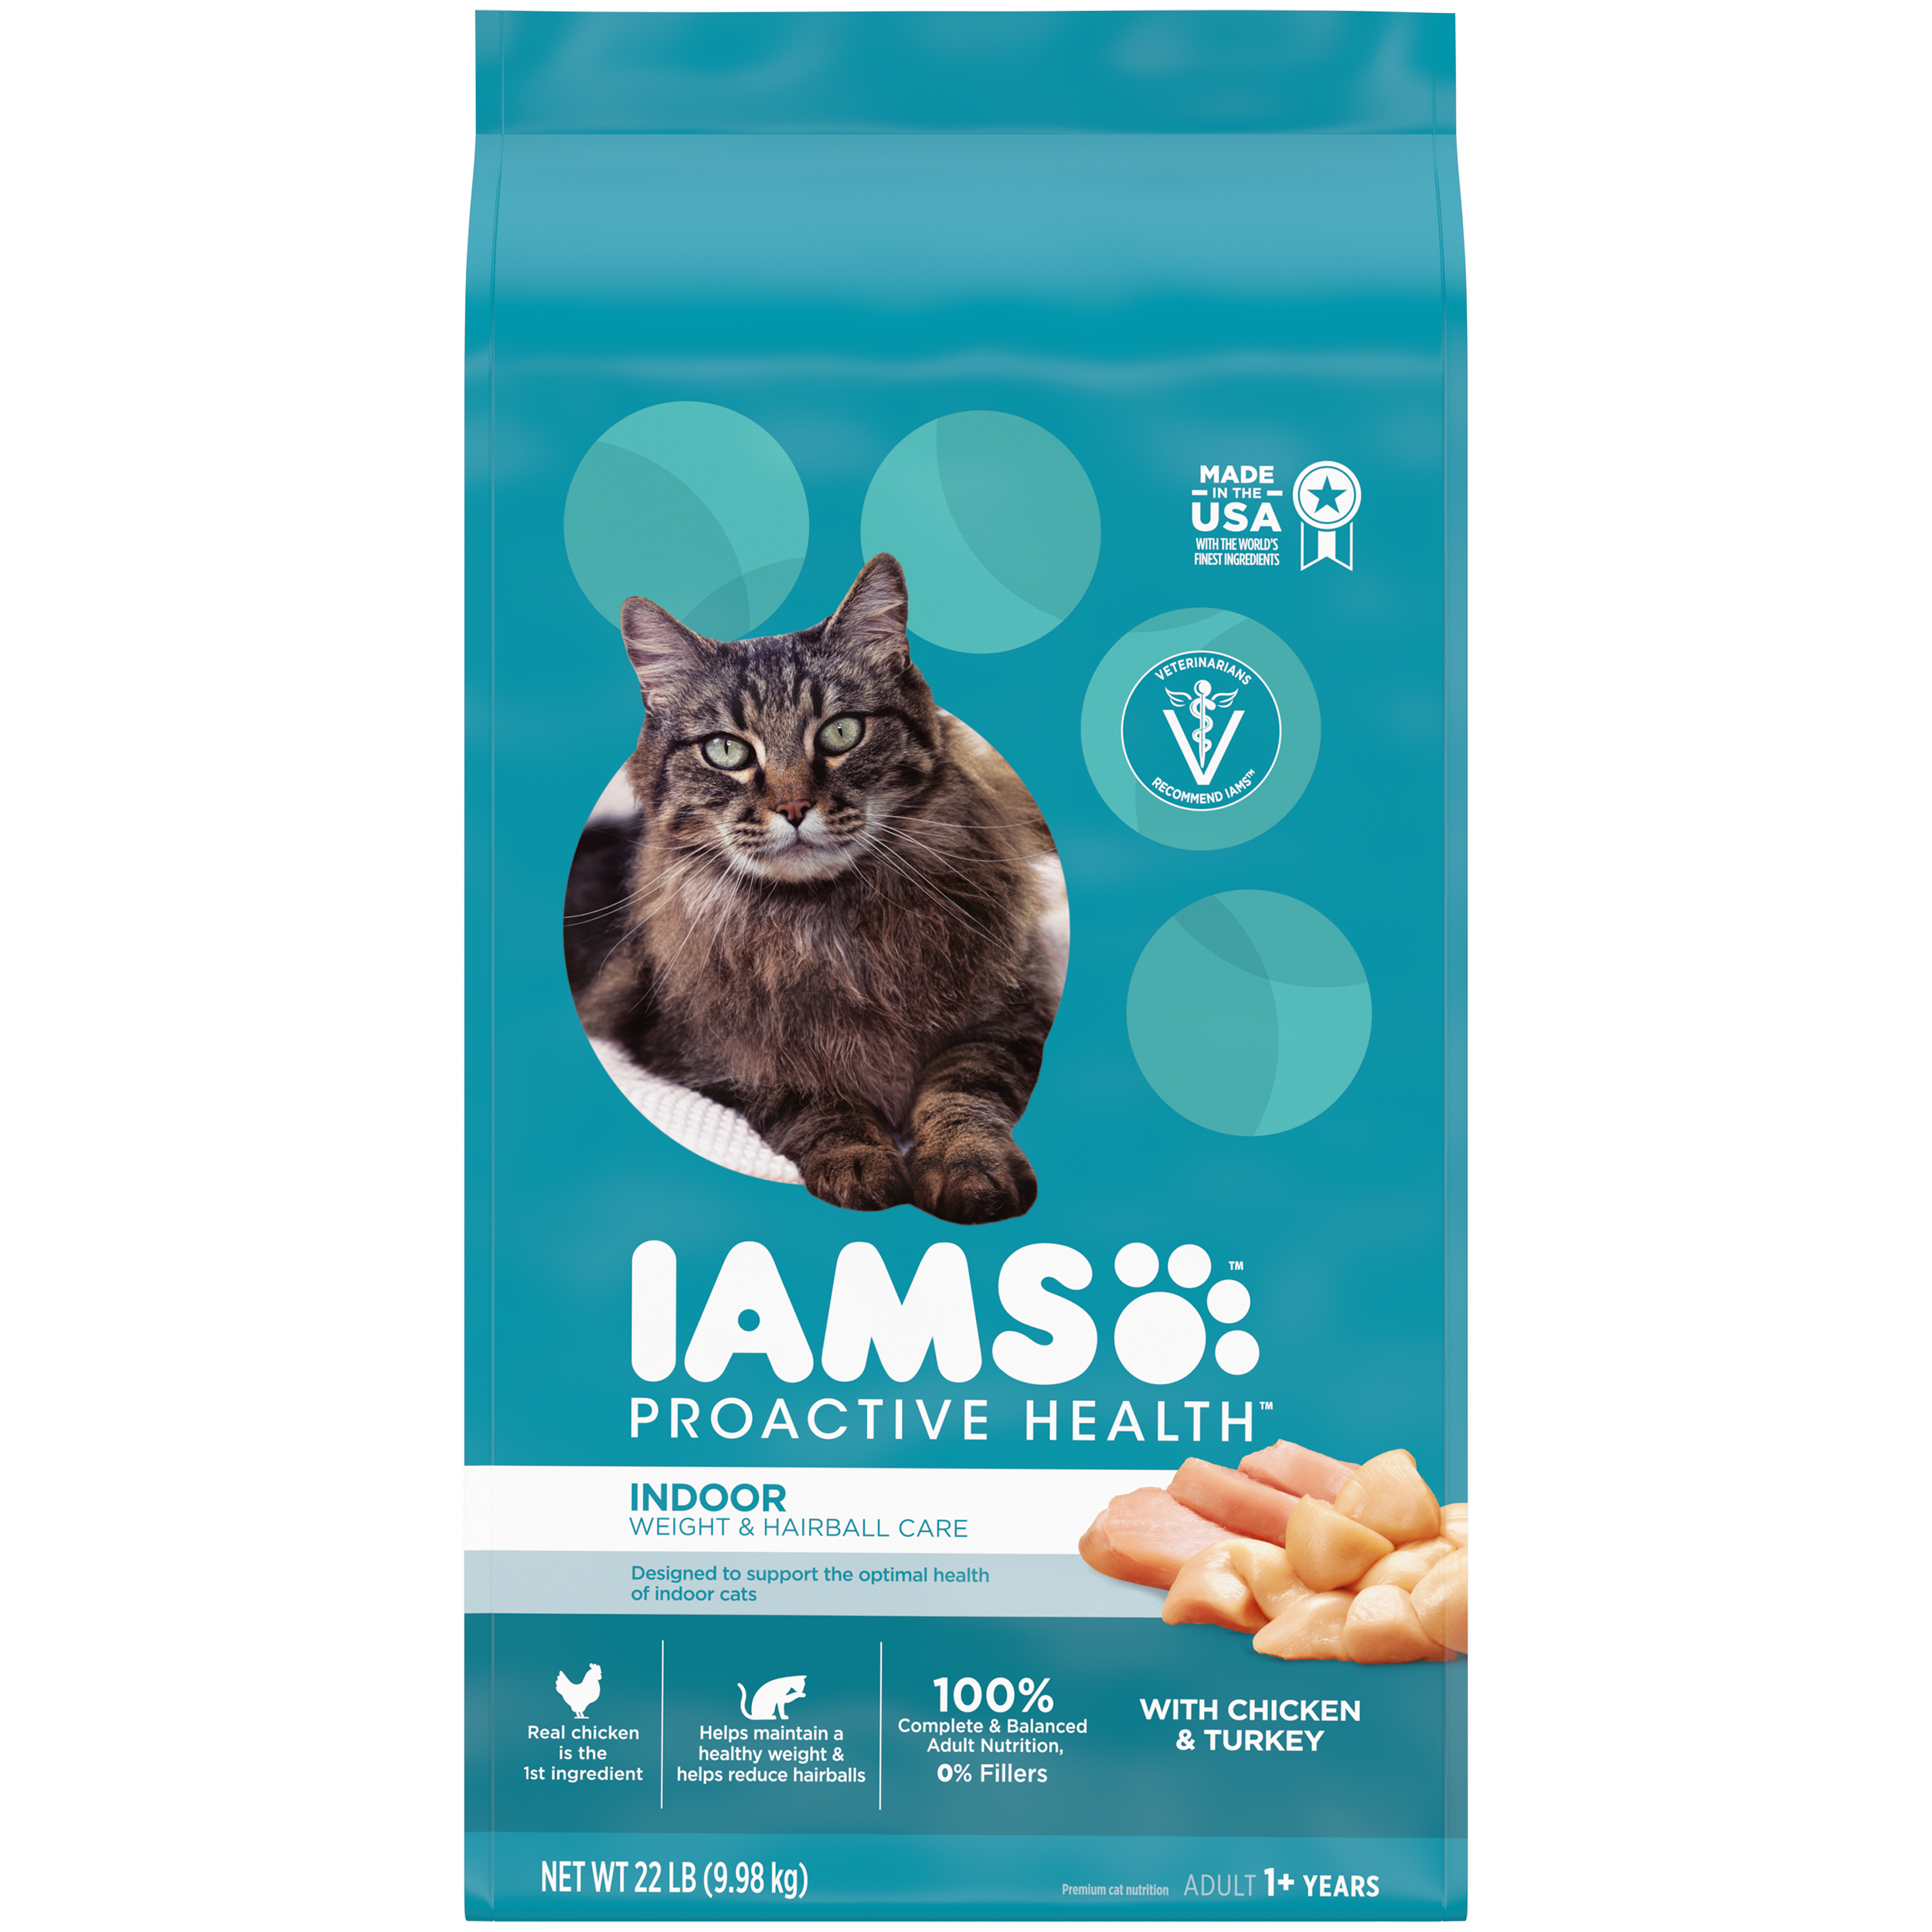 MADE
IN THE
USA
WITH THE WORLD'S
FINEST INGREDIENTS
VETERINARIANS
V
RECOMMEND IAMS™
IAMS™
PROACTIVE HEALTH™
INDOOR
WEIGHT & HAIRBALL CARE
Designed to support the optimal health
of indoor cats
Real chicken
is the
1st ingredient
Helps maintain a
healthy weight &
helps reduce hairballs
100%
Complete & Balanced
Adult Nutrition,
0% Fillers
WITH CHICKEN
& TURKEY
NET WT 22 LB (9.98 kg)
Premium cat nutrition
ADULT 1+ YEARS